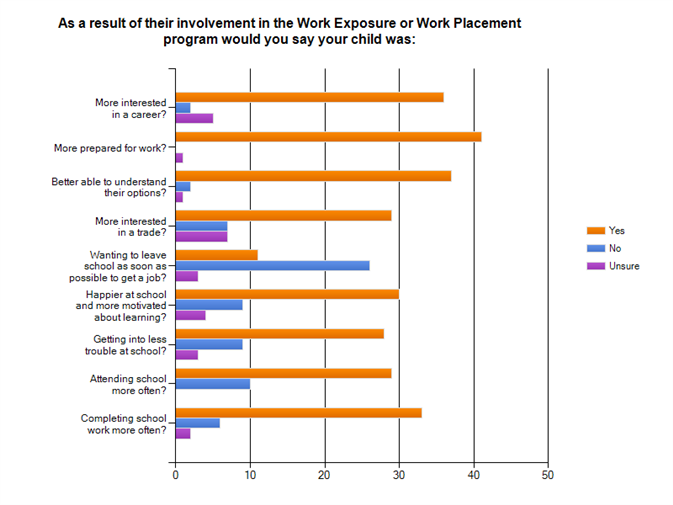 As a result of their involvement in the Work Exposure or Work Placement
program would you say your child was:
More interested
in a career?
More prepared for work?
Better able to understand
their options?
More interested
in a trade?
Wanting to leave
school as soon as
possible to get a job?
Happier at school
and more motivated
about learning?
Getting into less
trouble at school?
Attending school
more often?
Completing school
work more often?
0 10 20 30 40 50
Yes
No
Unsure